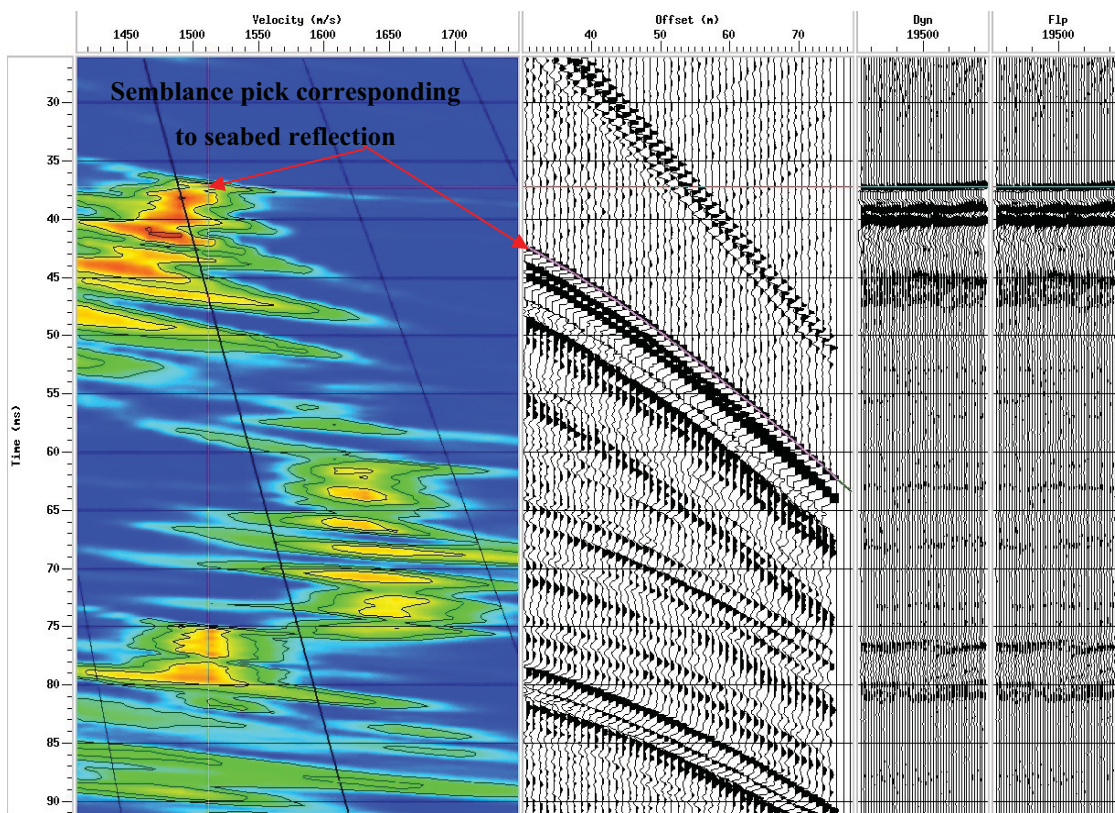 Velocity (m/s)
1450 1500 1550 1600 1650 1700
Offset (m)
40 50 60 70
Dyn
19500
Flp
19500
Semblance pick corresponding
to seabed reflection
Time (ms)
30
35
40
45
50
55
60
65
70
75
80
85
90